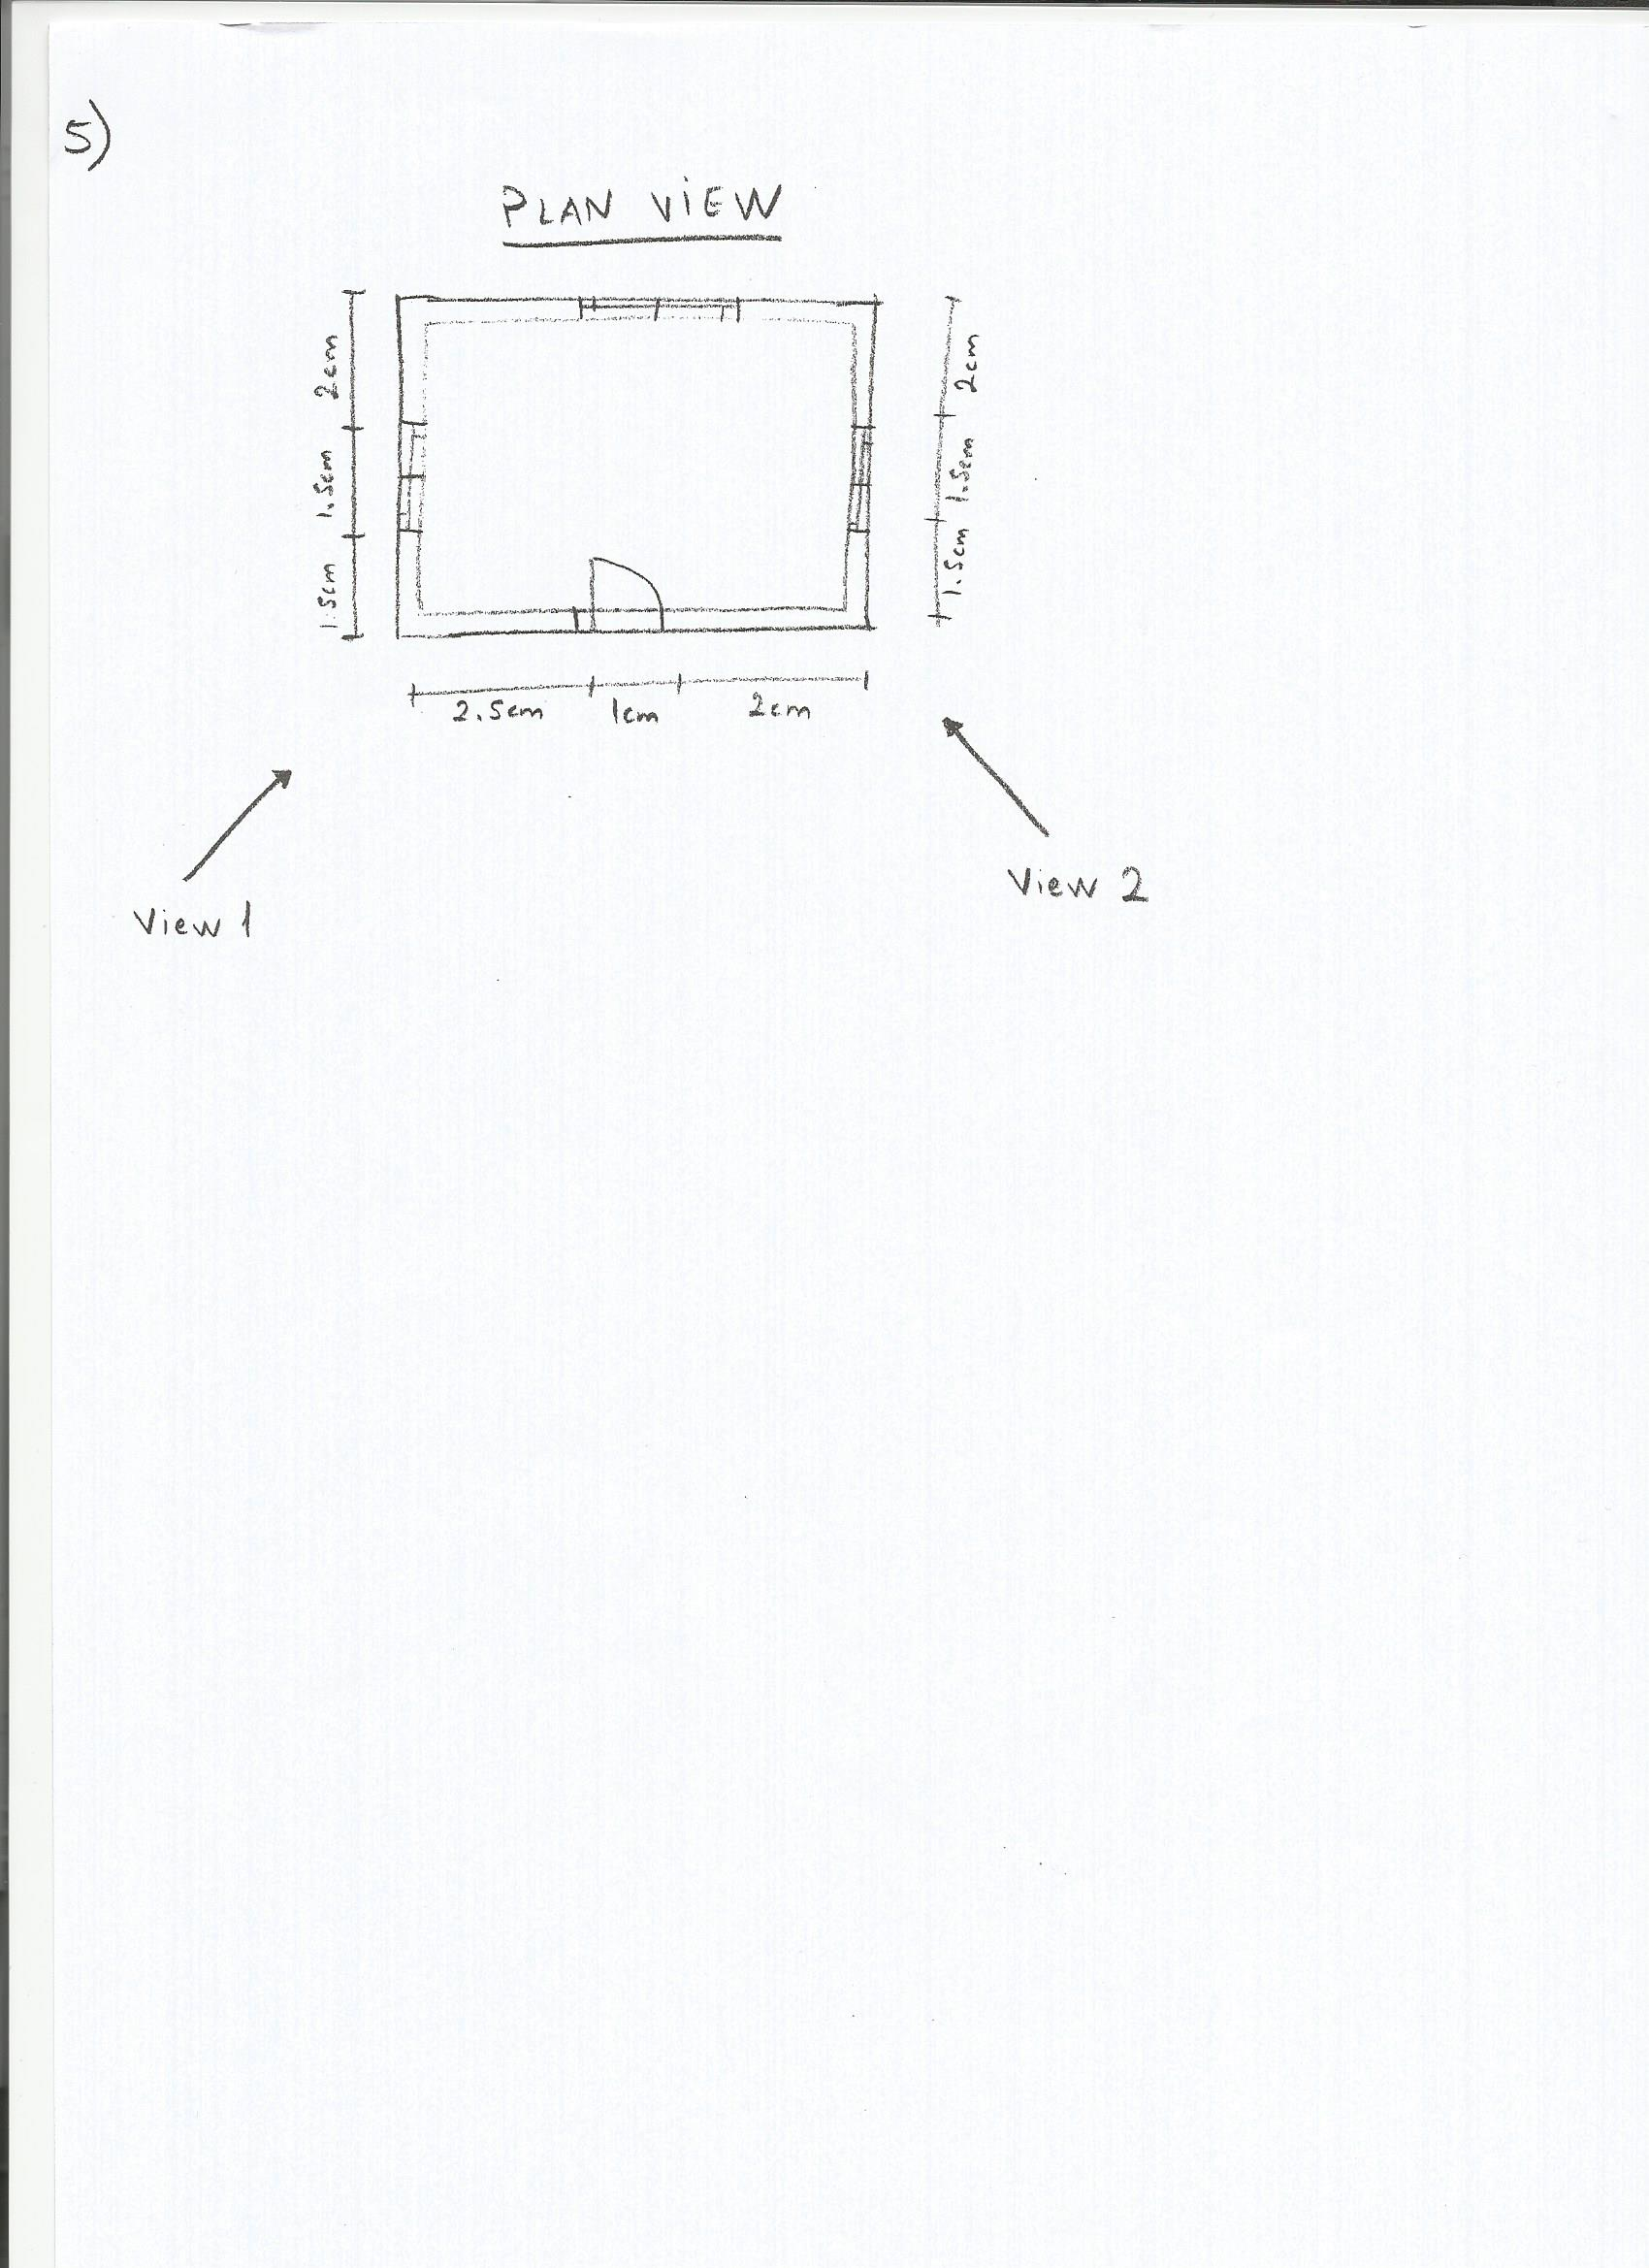 5)
PLAN VIEW
2cm
1.5cm
1.5cm
2cm
1.5cm
1.5cm
2.5cm 1cm 2cm
View 1
View 2